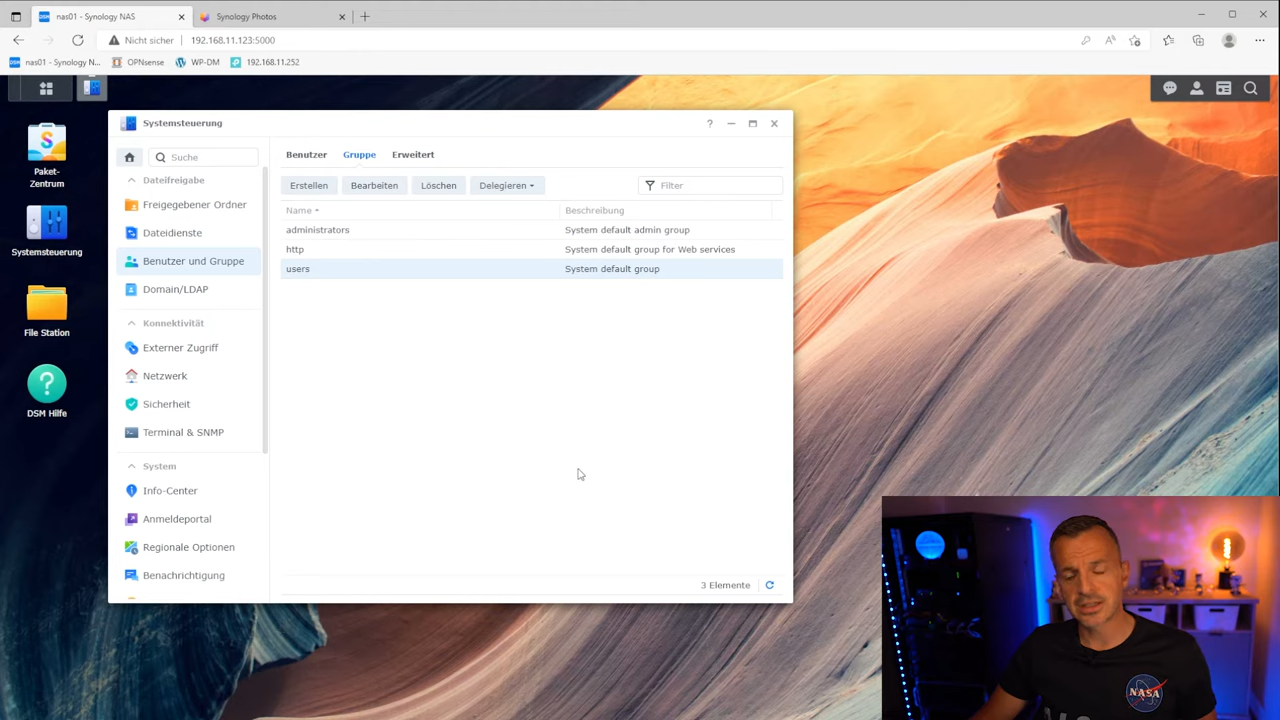 nas01 - Synology NAS
Synology Photos
Nicht sicher
192.168.11.123:5000
nas01 - Synology N...
OPNsense
WP-DM
192.168.11.252
Paket-
Zentrum
Systemsteuerung
File Station
DSM Hilfe
Systemsteuerung
Suche
Dateifreigabe
Freigegebener Ordner
Dateidienste
Benutzer und Gruppe
Domain/LDAP
Konnektivität
Externer Zugriff
Netzwerk
Sicherheit
Terminal & SNMP
System
Info-Center
Anmeldeportal
Regionale Optionen
Benachrichtigung
Benutzer
Gruppe
Erweitert
Erstellen
Bearbeiten
Löschen
Delegieren
Filter
Name
Beschreibung
administrators
System default admin group
http
System default group for Web services
users
System default group
3 Elemente
NASA